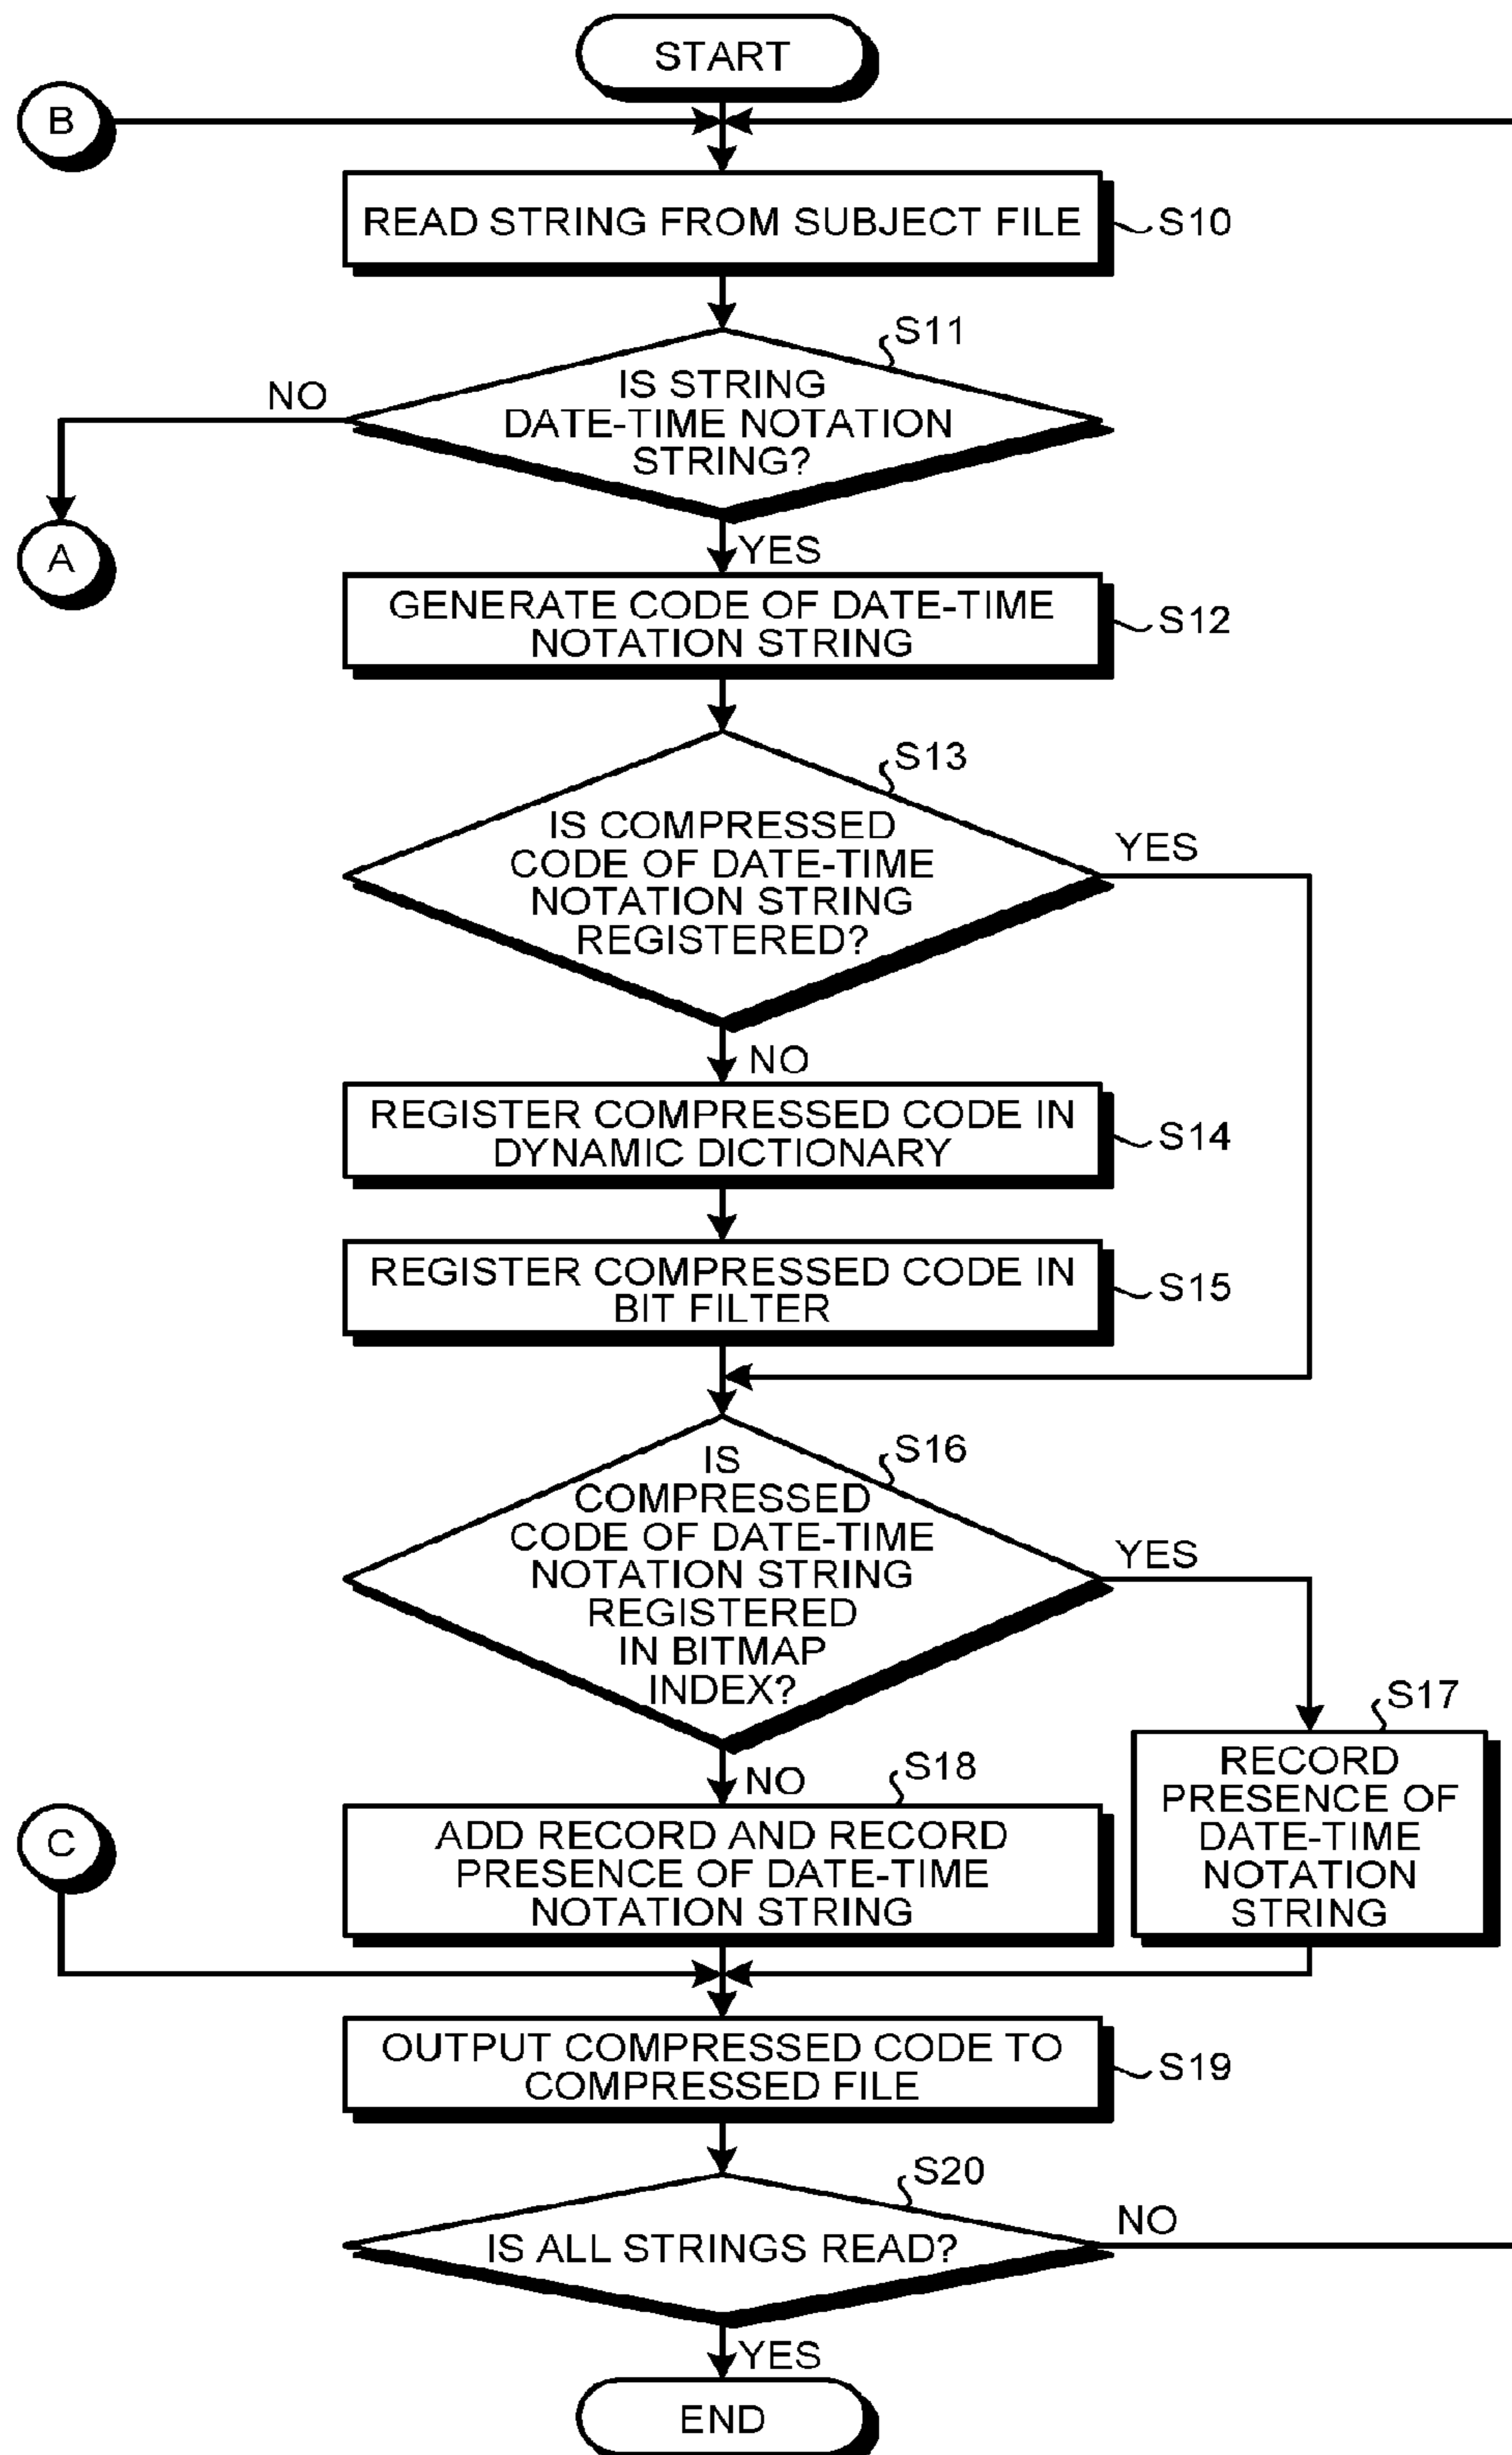 START
B
READ STRING FROM SUBJECT FILE
S10
S11
IS STRING
DATE-TIME NOTATION
STRING?
NO
A
YES
GENERATE CODE OF DATE-TIME
NOTATION STRING
S12
S13
IS COMPRESSED
CODE OF DATE-TIME
NOTATION STRING
REGISTERED?
YES
NO
REGISTER COMPRESSED CODE IN
DYNAMIC DICTIONARY
S14
REGISTER COMPRESSED CODE IN
BIT FILTER
S15
S16
IS
COMPRESSED
CODE OF DATE-TIME
NOTATION STRING
REGISTERED
IN BITMAP
INDEX?
YES
S17
RECORD
PRESENCE OF
DATE-TIME
NOTATION
STRING
NO
S18
ADD RECORD AND RECORD
PRESENCE OF DATE-TIME
NOTATION STRING
C
OUTPUT COMPRESSED CODE TO
COMPRESSED FILE
S19
S20
IS ALL STRINGS READ?
NO
YES
END